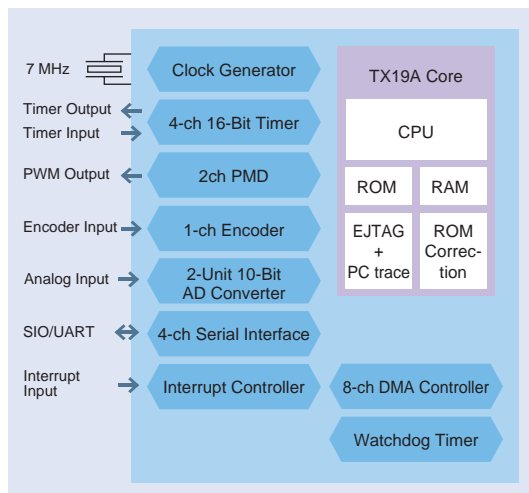 7 MHz
Clock Generator
TX19A Core
Timer Output
Timer Input
4-ch 16-Bit Timer
CPU
PWM Output
2ch PMD
ROM
RAM
Encoder Input
1-ch Encoder
EJTAG
+
PC trace
ROM
Correc-
tion
Analog Input
2-Unit 10-Bit
AD Converter
SIO/UART
4-ch Serial Interface
Interrupt
Input
Interrupt Controller
8-ch DMA Controller
Watchdog Timer